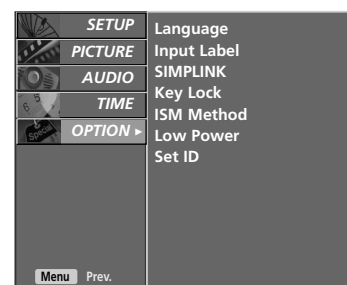 SETUP
PICTURE
AUDIO
TIME
OPTION ▸
Special
Language
Input Label
SIMPLINK
Key Lock
ISM Method
Low Power
Set ID
Menu Prev.